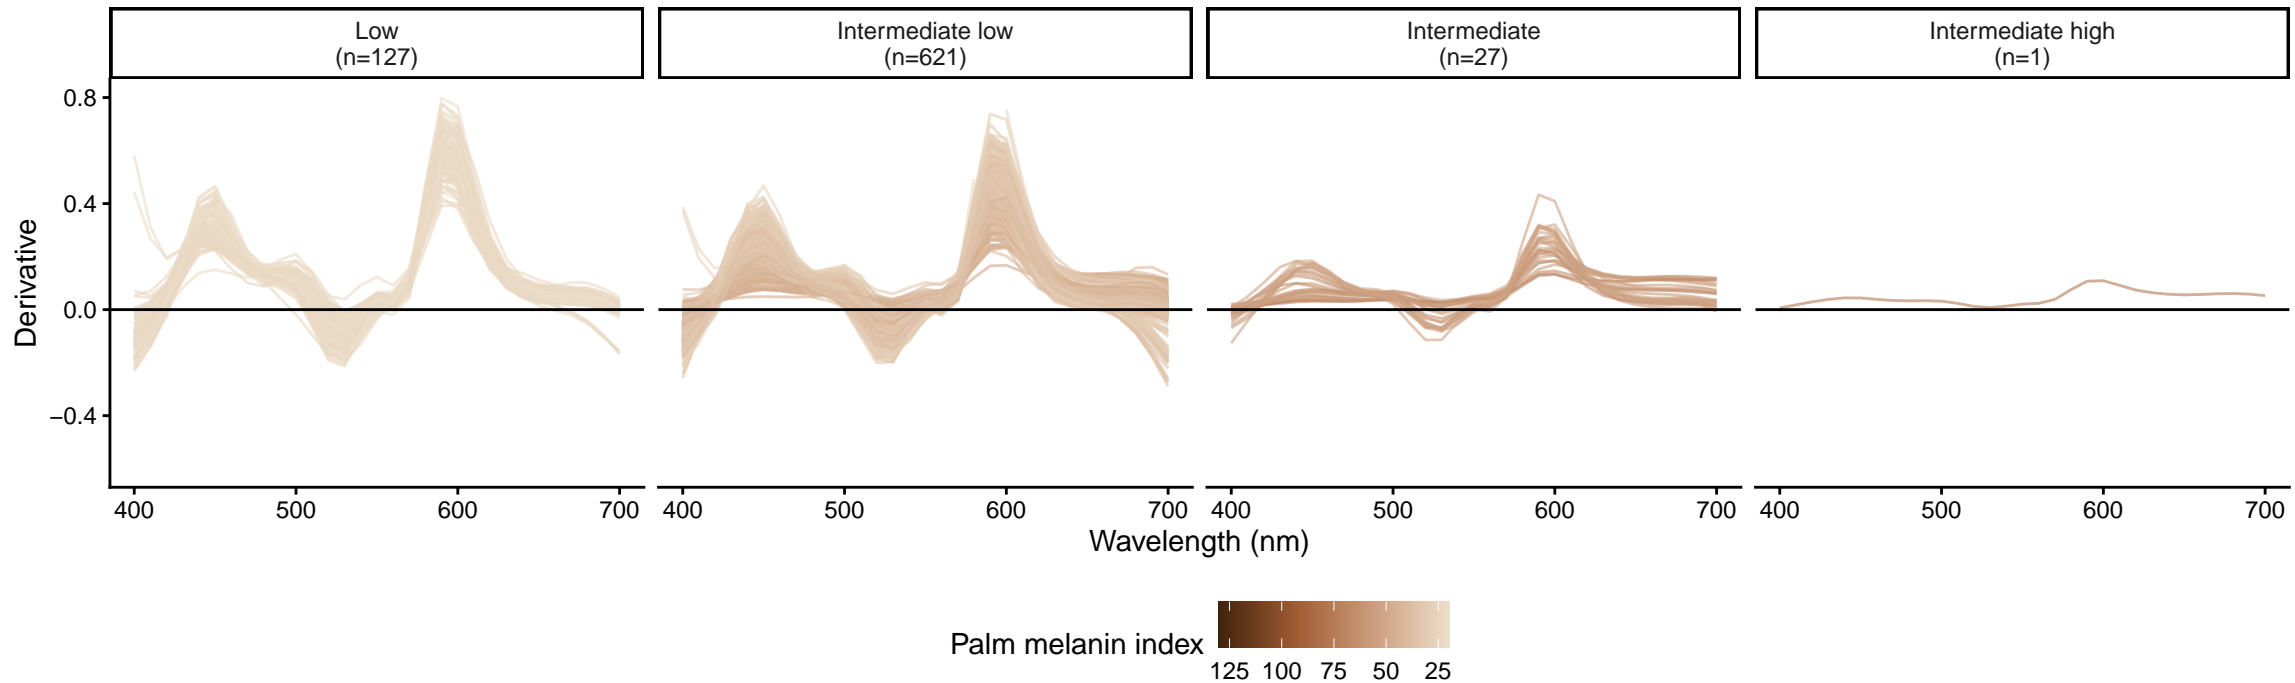 Low
(n=127)
Intermediate low
(n=621)
Intermediate
(n=27)
Intermediate high
(n=1)
0.8
0.4
0.0
−0.4
Derivative
400 500 600 700
400 500 600 700
400 500 600 700
400 500 600 700
Wavelength (nm)
Palm melanin index
125 100 75 50 25